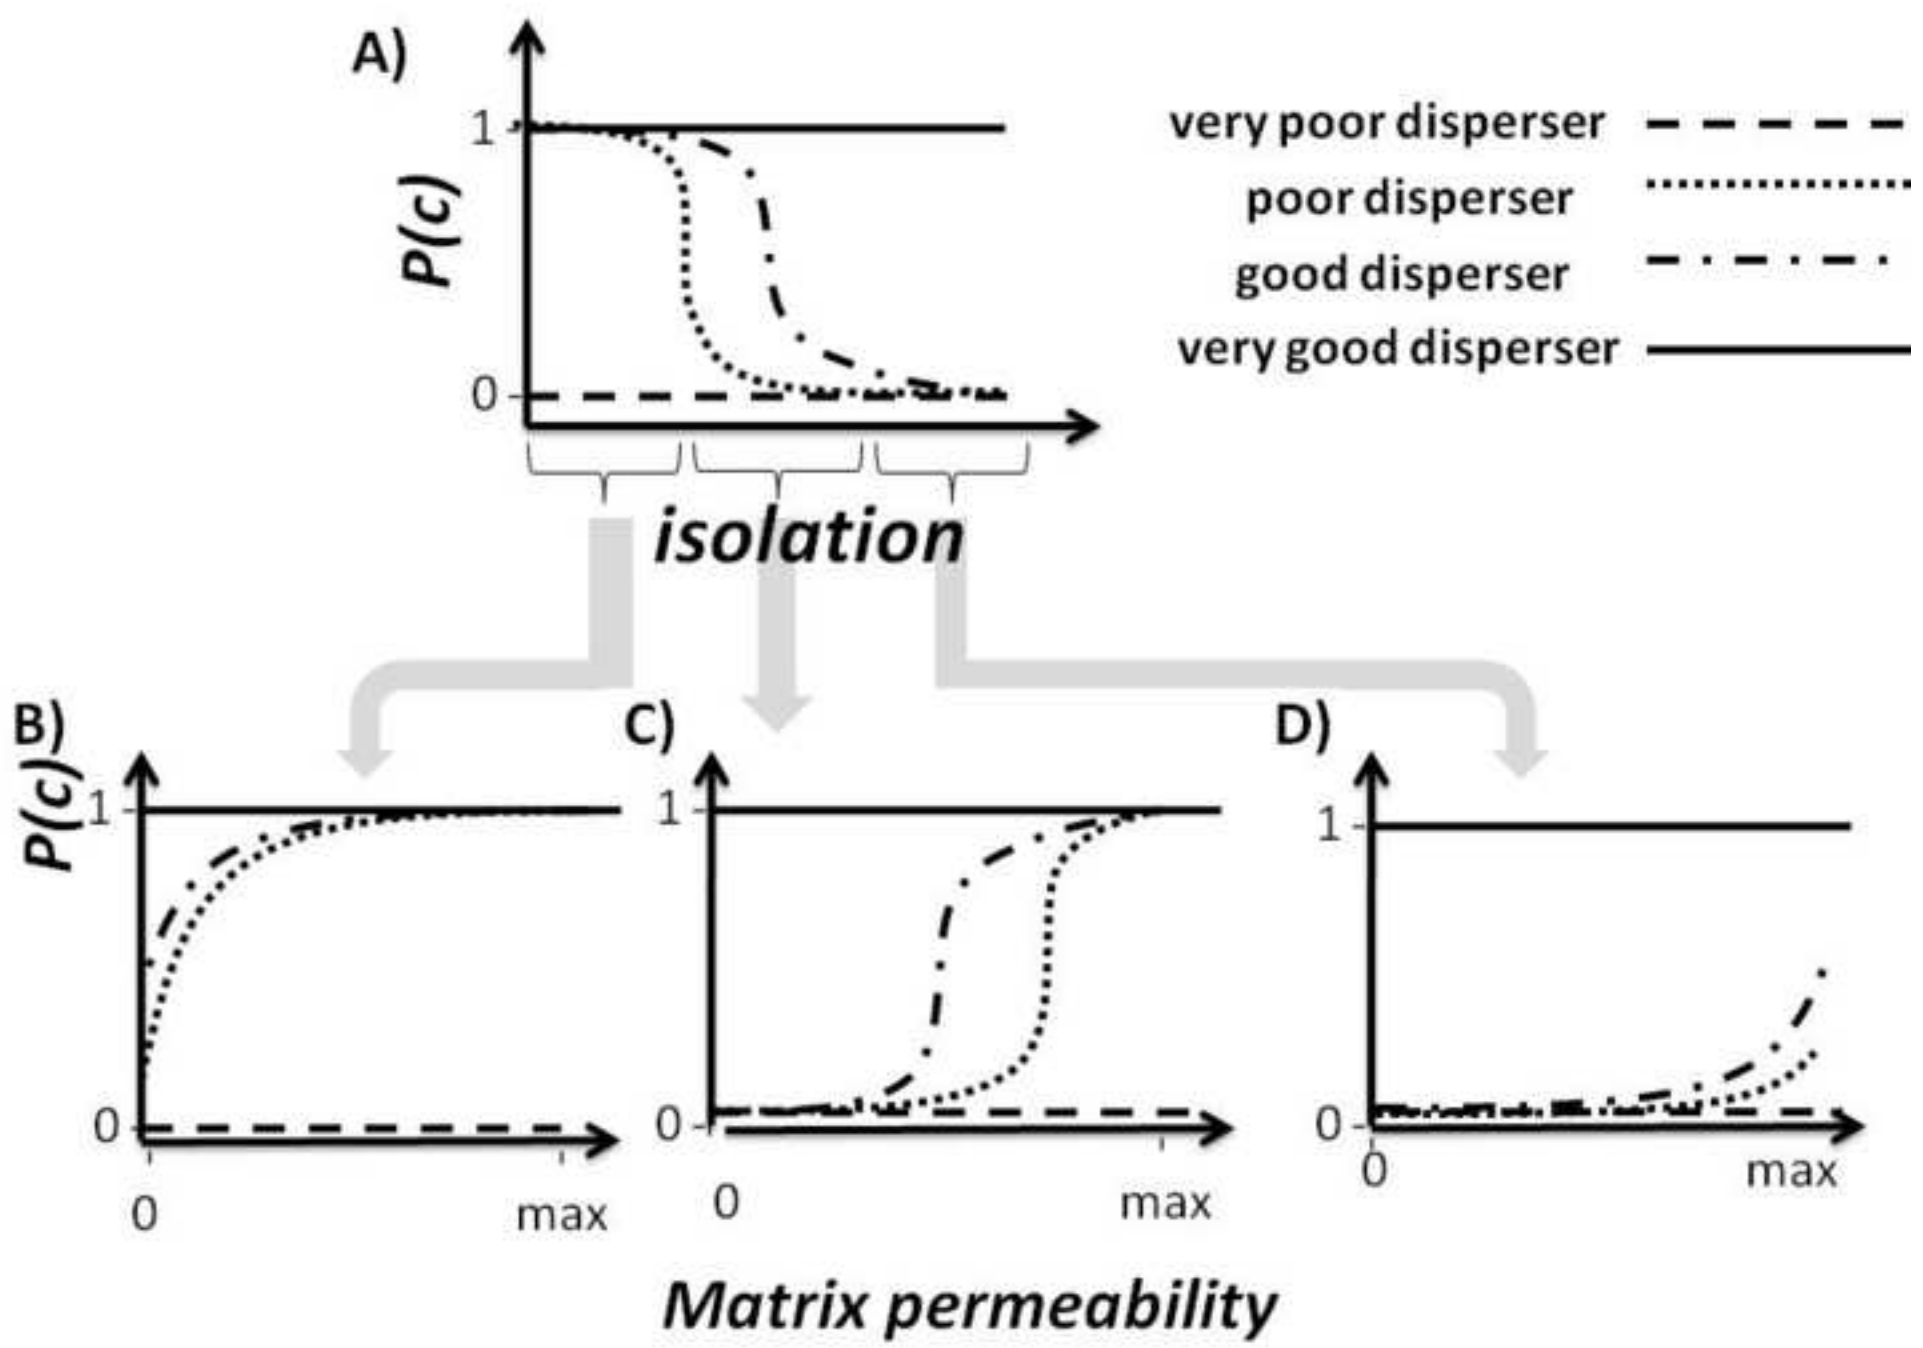 A)
1
P(c)
0
isolation
very poor disperser
poor disperser
good disperser
very good disperser
B)
P(c)
1
0
0
max
C)
1
0
0
max
D)
1
0
0
max
Matrix permeability